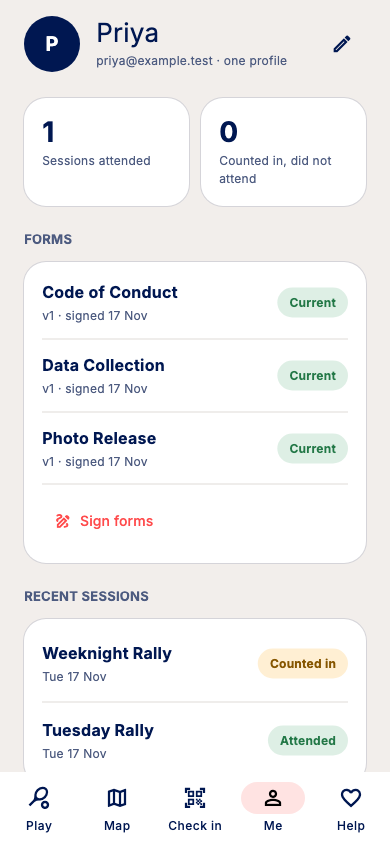 P
Priya
priya@example.test · one profile
1
Sessions attended
0
Counted in, did not
attend
FORMS
Code of Conduct
v1 · signed 17 Nov
Current
Data Collection
v1 · signed 17 Nov
Current
Photo Release
v1 · signed 17 Nov
Current
Sign forms
RECENT SESSIONS
Weeknight Rally
Tue 17 Nov
Counted in
Tuesday Rally
Tue 17 Nov
Attended
Play
Map
Check in
Me
Help